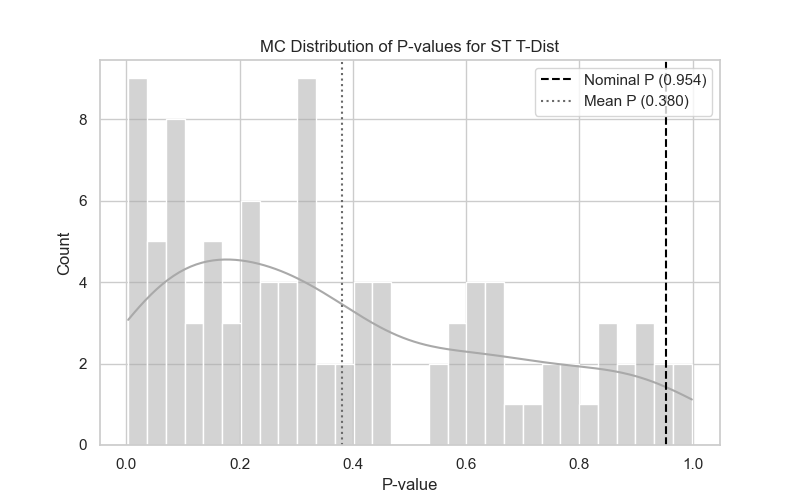 MC Distribution of P-values for ST T-Dist
Nominal P (0.954)
Mean P (0.380)
Count
8
6
4
2
0
0.0 0.2 0.4 0.6 0.8 1.0
P-value